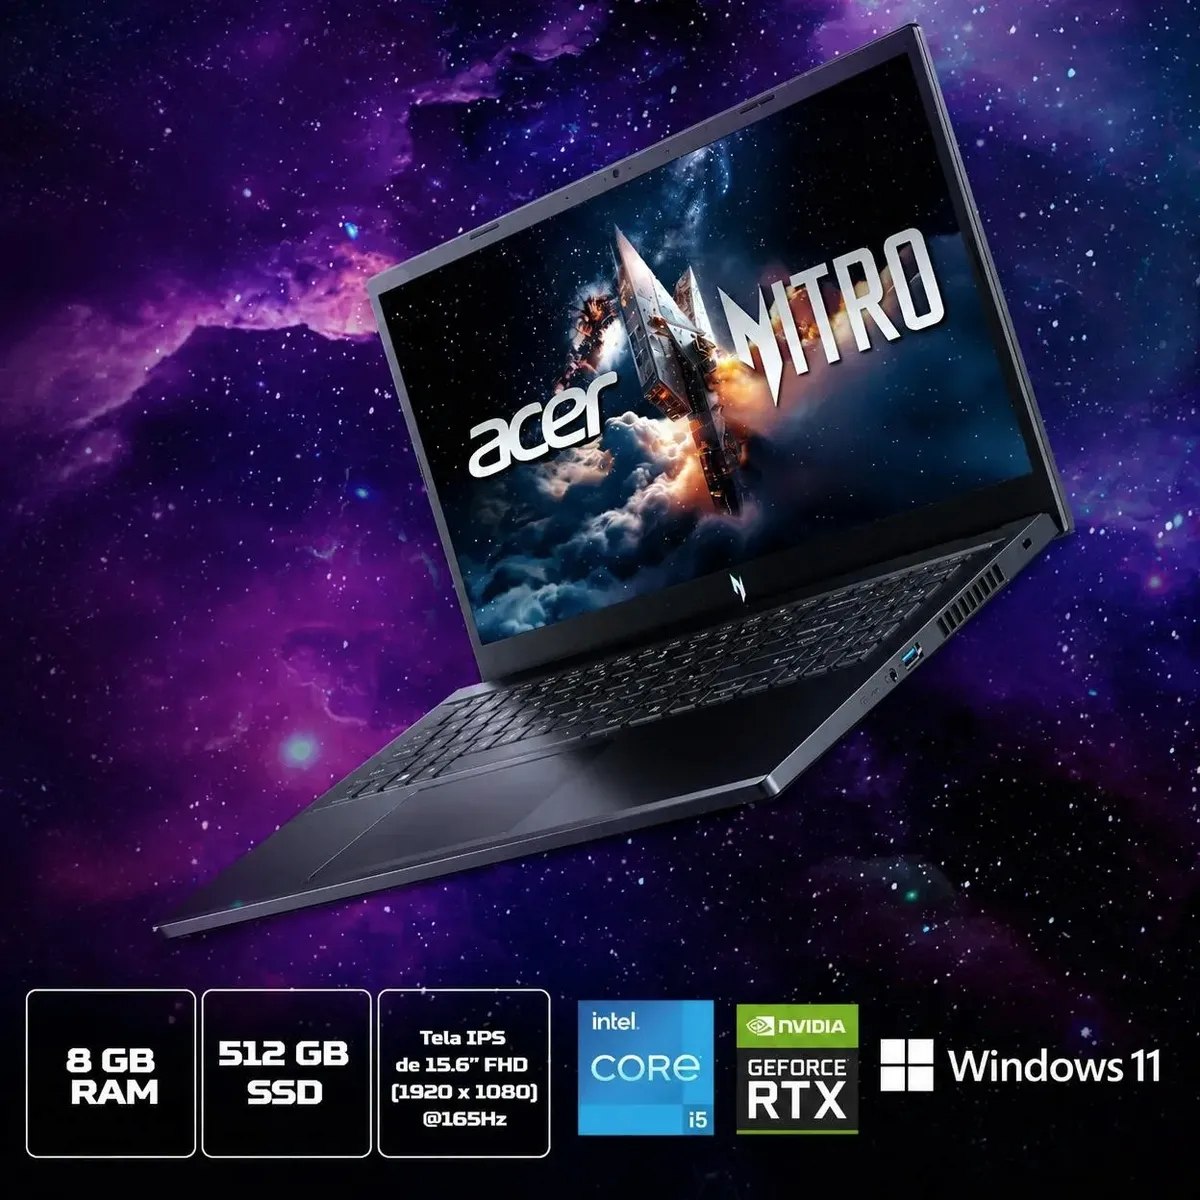 acer NITRO
8 GB
RAM
512 GB
SSD
Tela IPS
de 15.6” FHD
(1920 x 1080)
@165Hz
intel.
CORE
i5
NVIDIA
GEFORCE
RTX
Windows 11